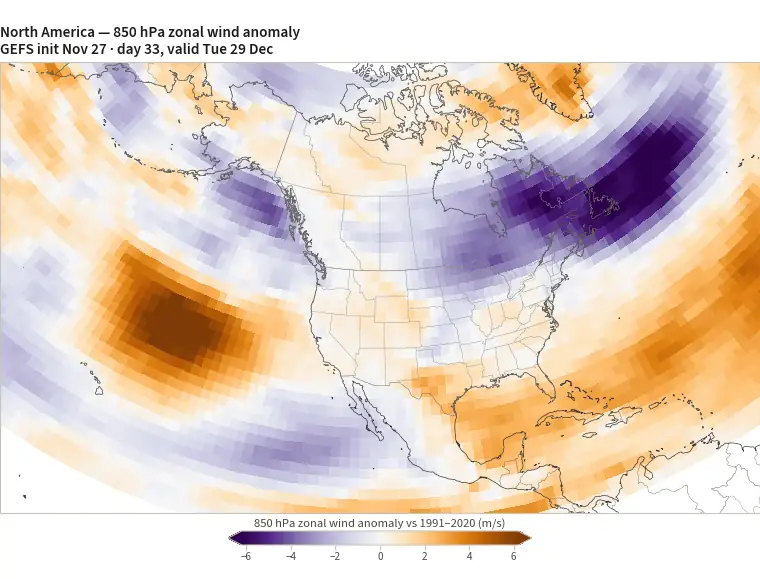 North America — 850 hPa zonal wind anomaly
GEFS init Nov 27 · day 33, valid Tue 29 Dec
850 hPa zonal wind anomaly vs 1991–2020 (m/s)
−6 −4 −2 0 2 4 6